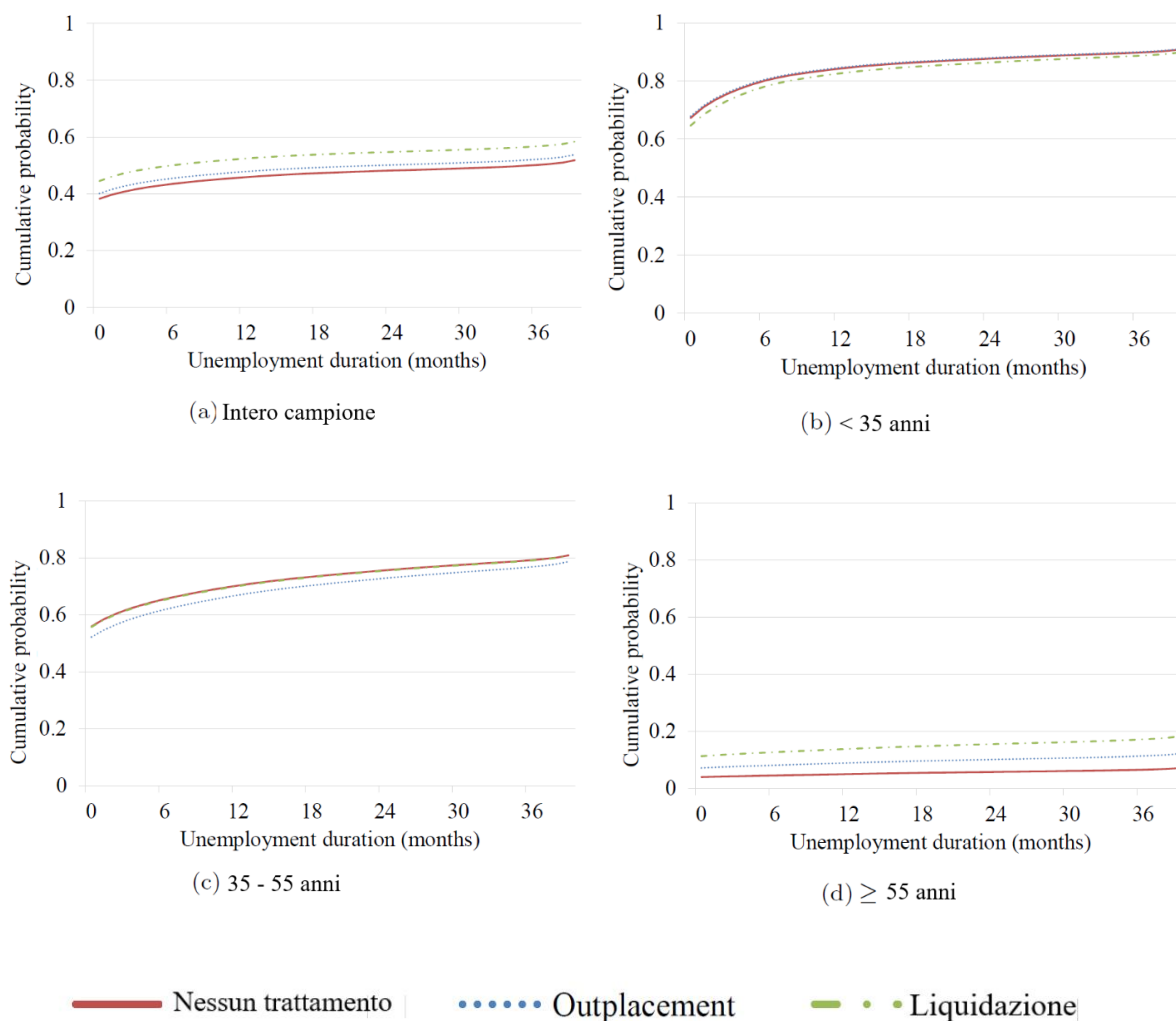 1
0.8
0.6
0.4
0.2
0
Cumulative probability
0 6 12 18 24 30 36
Unemployment duration (months)
(a) Intero campione
1
0.8
0.6
0.4
0.2
0
Cumulative probability
0 6 12 18 24 30 36
Unemployment duration (months)
(b) < 35 anni
1
0.8
0.6
0.4
0.2
0
Cumulative probability
0 6 12 18 24 30 36
Unemployment duration (months)
(c) 35 - 55 anni
1
0.8
0.6
0.4
0.2
0
Cumulative probability
0 6 12 18 24 30 36
Unemployment duration (months)
(d) ≥ 55 anni
Nessun trattamento Outplacement Liquidazione